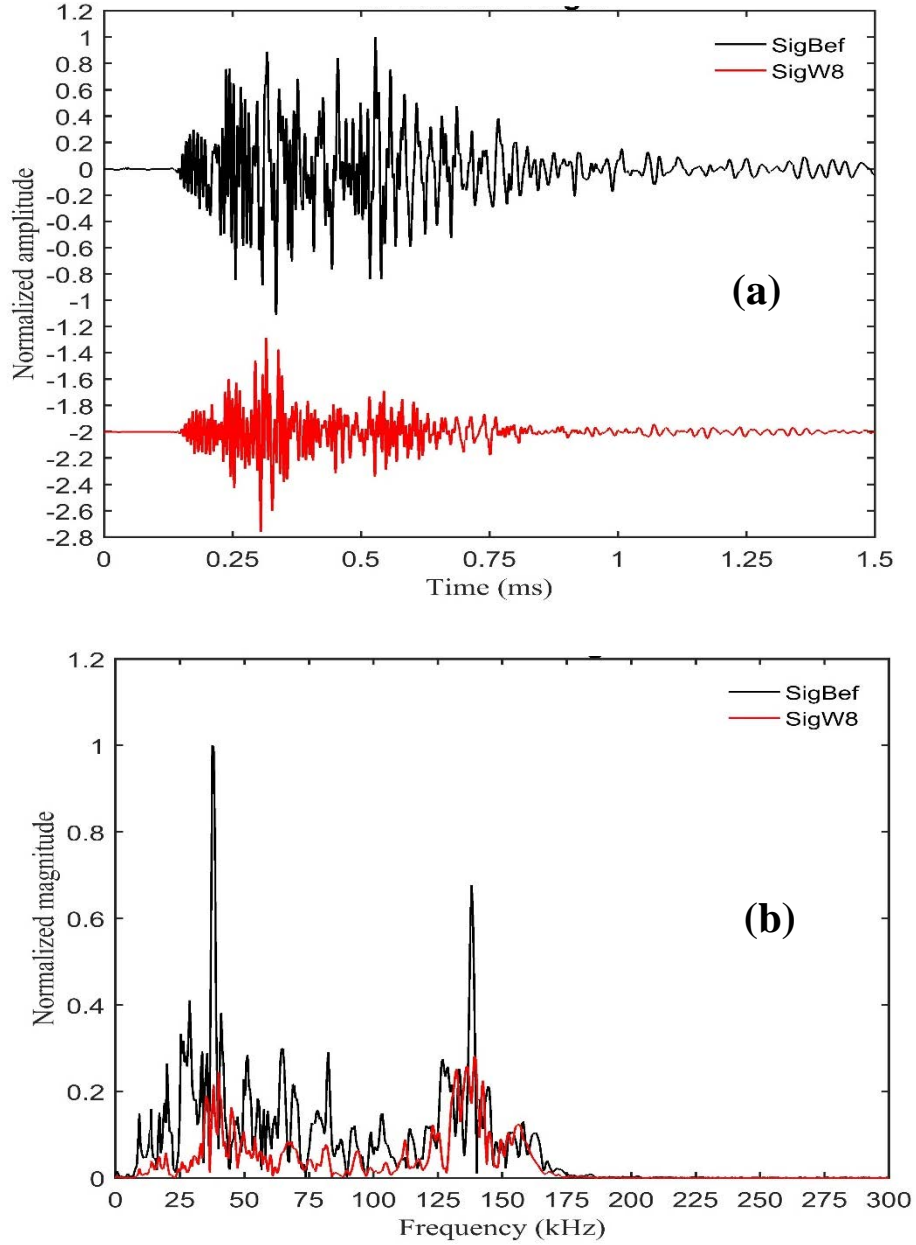 1.2
1
0.8
0.6
0.4
0.2
0
-0.2
-0.4
-0.6
-0.8
-1
-1.2
-1.4
-1.6
-1.8
-2
-2.2
-2.4
-2.6
-2.8
Normalized amplitude
SigBef
SigW8
(a)
0 0.25 0.5 0.75 1 1.25 1.5
Time (ms)
1.2
1
0.8
0.6
0.4
0.2
0
Normalized magnitude
SigBef
SigW8
(b)
0 25 50 75 100 125 150 175 200 225 250 275 300
Frequency (kHz)